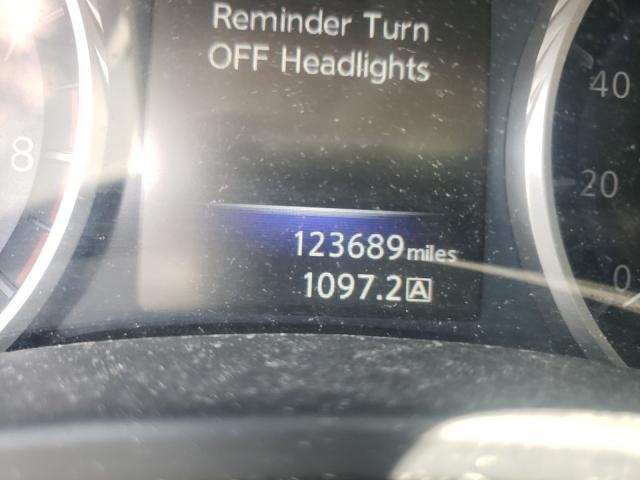 Reminder Turn
OFF Headlights
8
40
20
0
123689 miles
1097.2 A